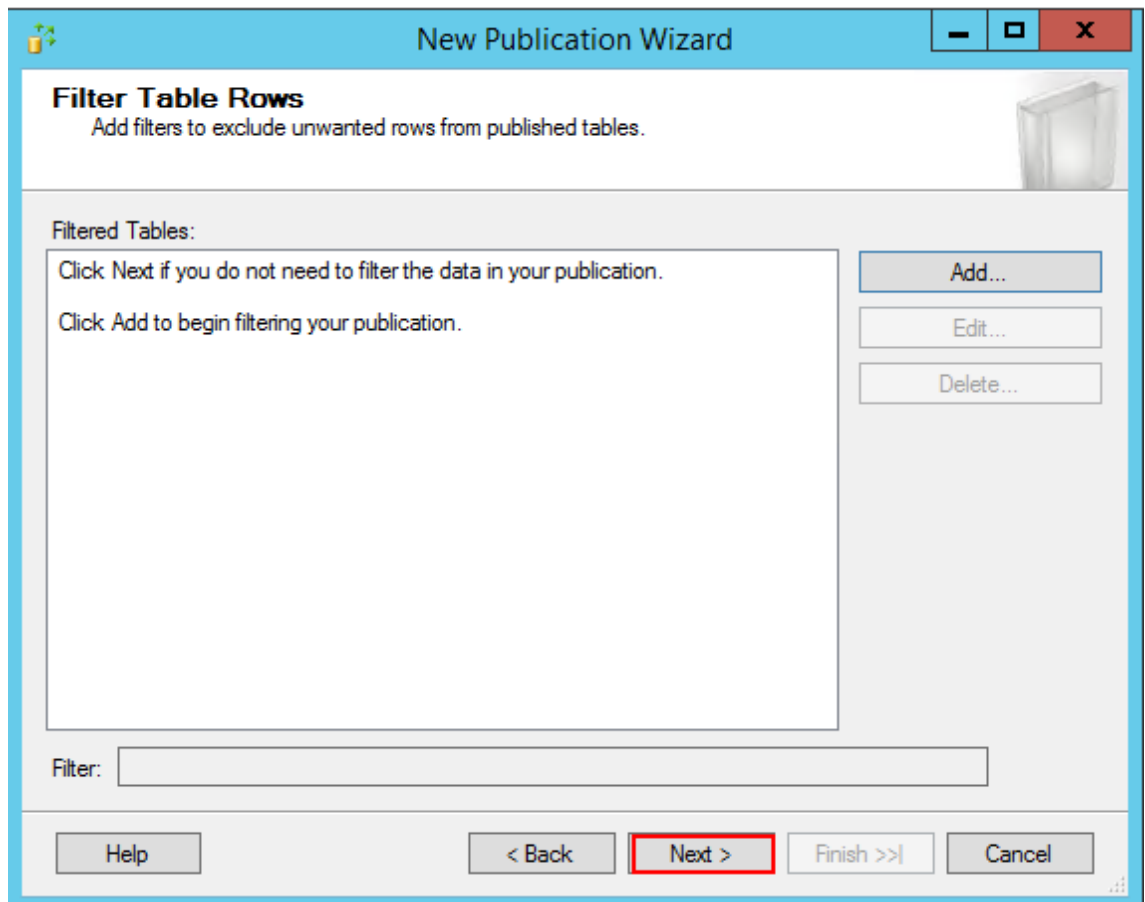 New Publication Wizard
Filter Table Rows
Add filters to exclude unwanted rows from published tables.
Filtered Tables:
Click Next if you do not need to filter the data in your publication.
Click Add to begin filtering your publication.
Add...
Edit...
Delete...
Filter:
Help
< Back
Next >
Finish >>|
Cancel